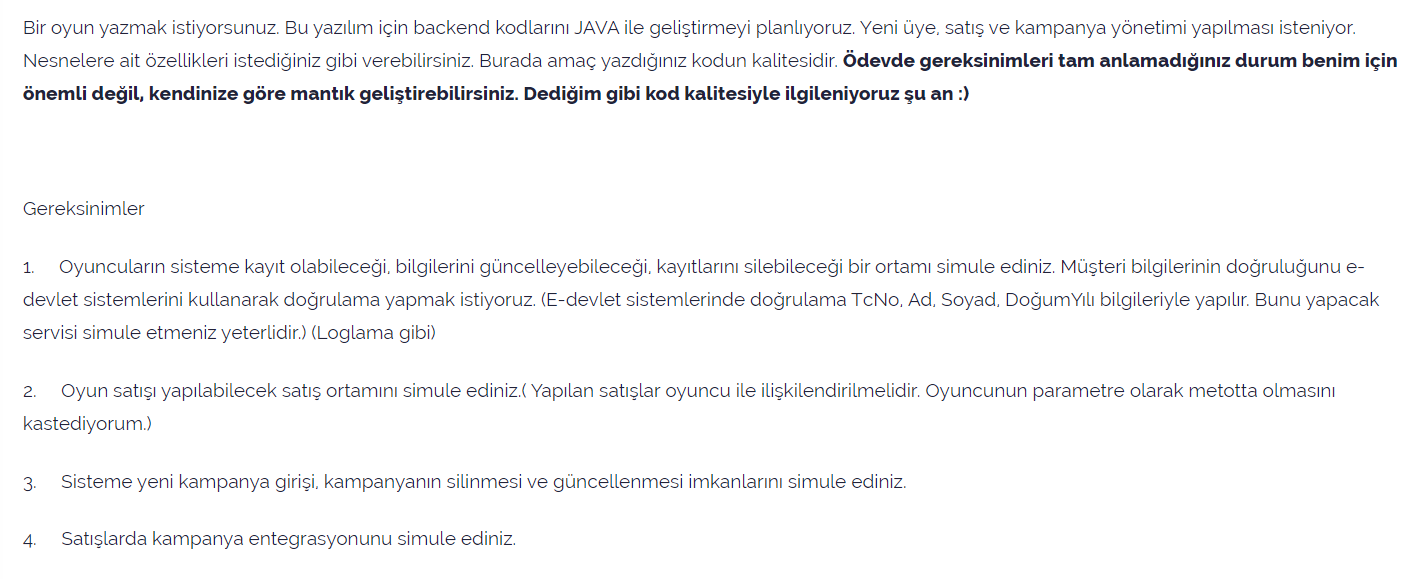 Bir oyun yazmak istiyorsunuz. Bu yazılım için backend kodlarını JAVA ile geliştirmeyi planlıyoruz. Yeni üye, satış ve kampanya yönetimi yapılması isteniyor.
Nesnelere ait özellikleri istediğiniz gibi verebilirsiniz. Burada amaç yazdığınız kodun kalitesidir. Ödevde gereksinimleri tam anlamadığınız durum benim için
önemli değil, kendinize göre mantık geliştirebilirsiniz. Dediğim gibi kod kalitesiyle ilgileniyoruz şu an :)
Gereksinimler
1. Oyuncuların sisteme kayıt olabileceği, bilgilerini güncelleyebileceği, kayıtlarını silebileceği bir ortamı simule ediniz. Müşteri bilgilerinin doğruluğunu e-
devlet sistemlerini kullanarak doğrulama yapmak istiyoruz. (E-devlet sistemlerinde doğrulama TcNo, Ad, Soyad, DoğumYılı bilgileriyle yapılır. Bunu yapacak
servisi simule etmeniz yeterlidir.) (Loglama gibi)
2. Oyun satışı yapılabilecek satış ortamını simule ediniz.( Yapılan satışlar oyuncu ile ilişkilendirilmelidir. Oyuncunun parametre olarak metotta olmasını
kastediyorum.)
3. Sisteme yeni kampanya girişi, kampanyanın silinmesi ve güncellenmesi imkanlarını simule ediniz.
4. Satışlarda kampanya entegrasyonunu simule ediniz.